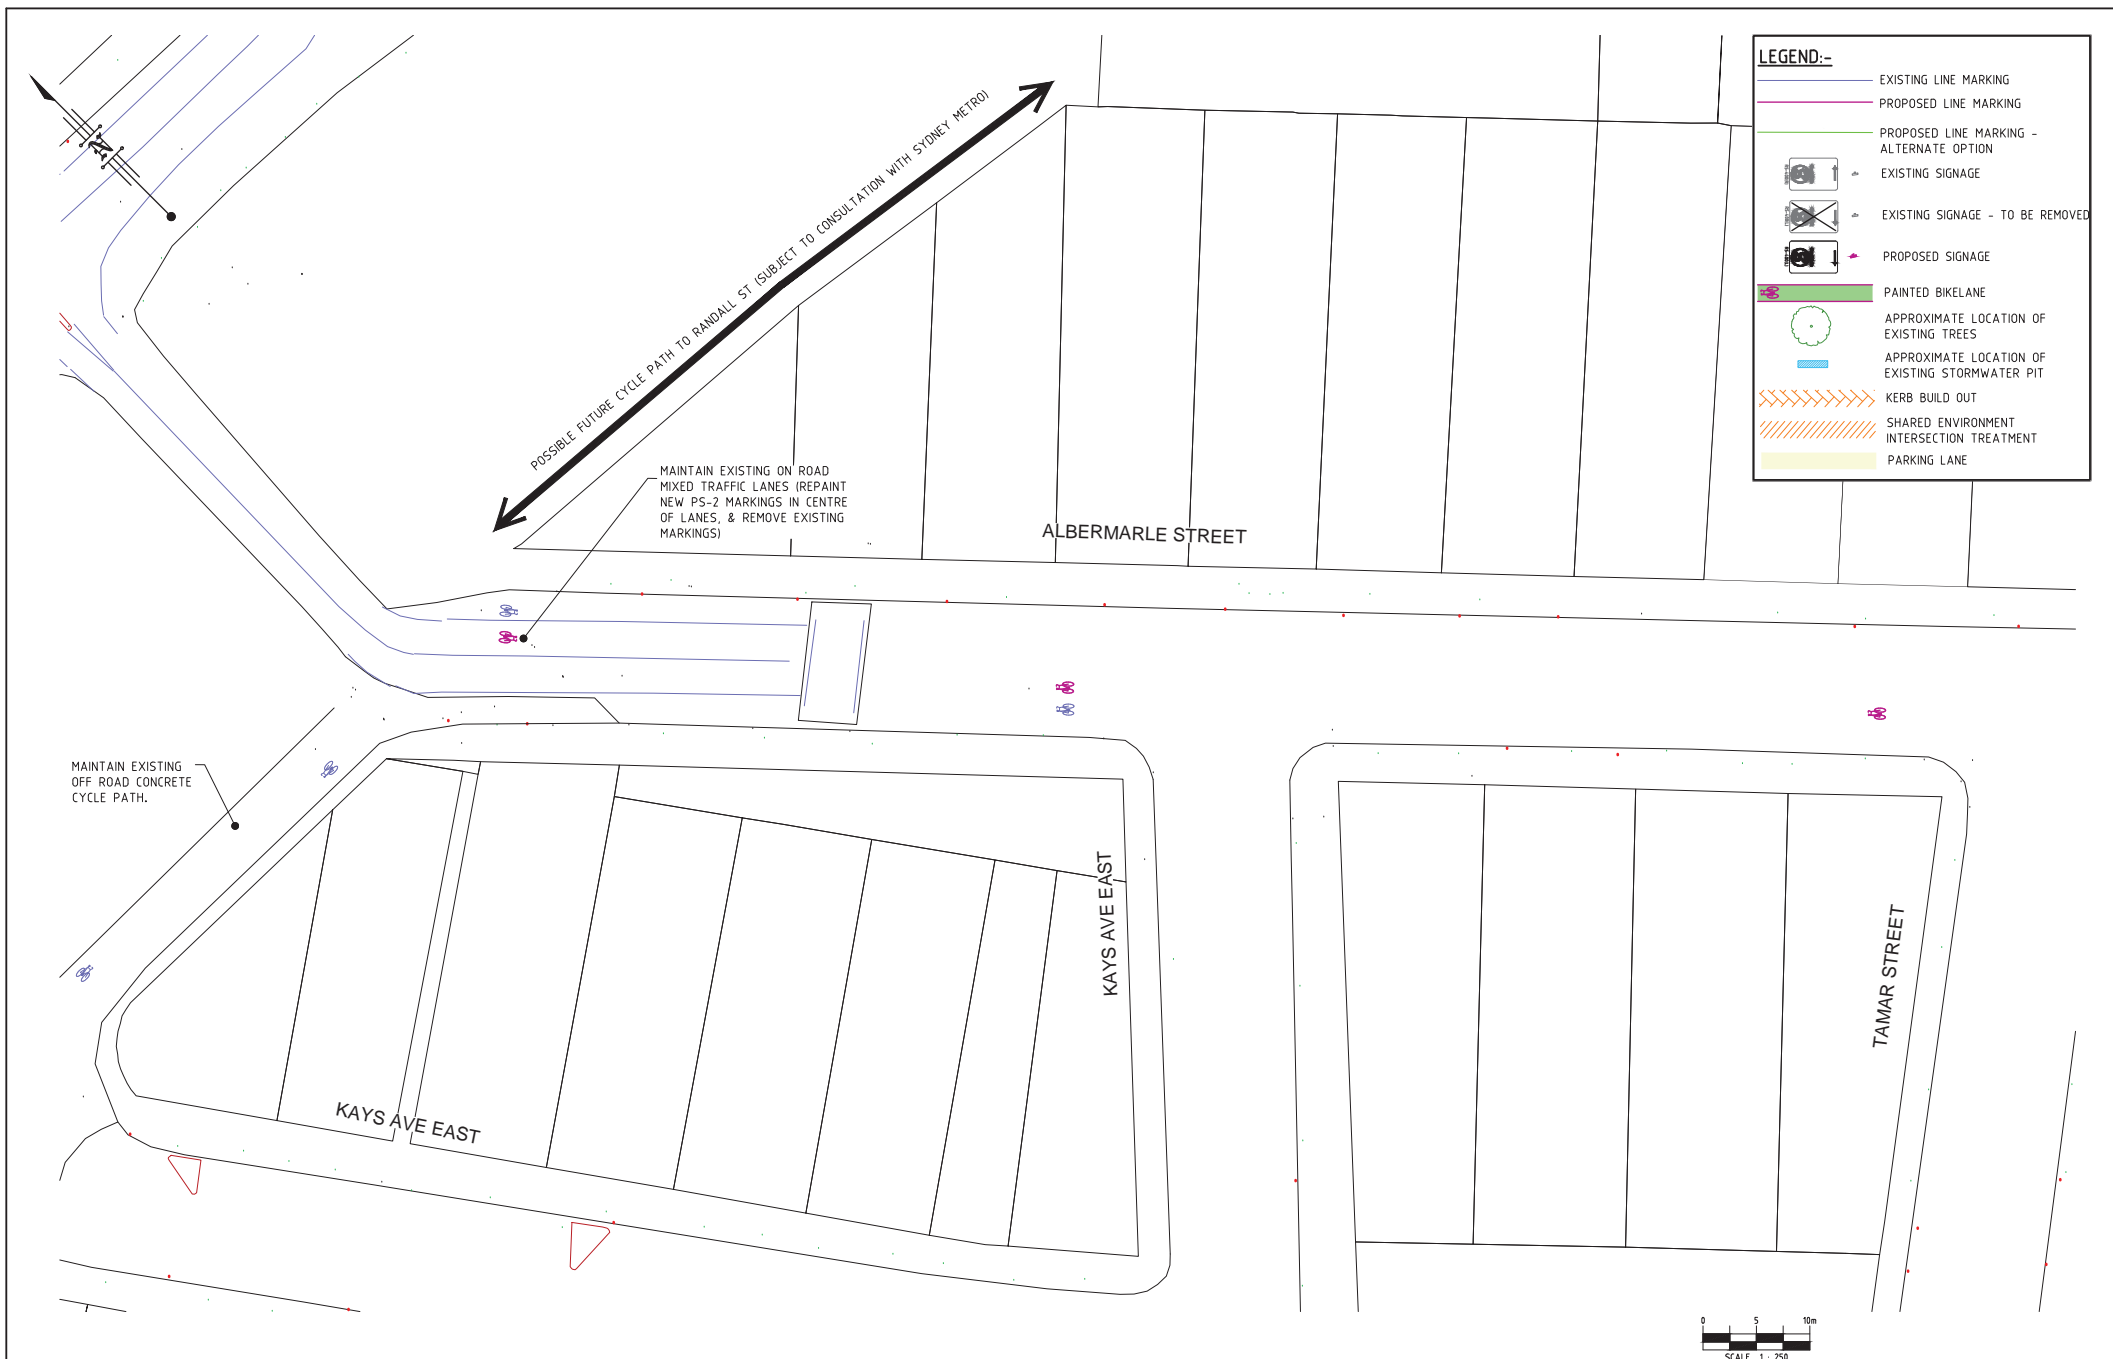 LEGEND:-
EXISTING LINE MARKING
PROPOSED LINE MARKING
PROPOSED LINE MARKING -
ALTERNATE OPTION
EXISTING SIGNAGE
EXISTING SIGNAGE - TO BE REMOVED
PROPOSED SIGNAGE
PAINTED BIKELANE
APPROXIMATE LOCATION OF
EXISTING TREES
APPROXIMATE LOCATION OF
EXISTING STORMWATER PIT
KERB BUILD OUT
SHARED ENVIRONMENT
INTERSECTION TREATMENT
PARKING LANE
N
POSSIBLE FUTURE CYCLE PATH TO RANDALL ST (SUBJECT TO CONSULTATION WITH SYDNEY METRO)
MAINTAIN EXISTING ON ROAD
MIXED TRAFFIC LANES (REPAINT
NEW PS-2 MARKINGS IN CENTRE
OF LANES, & REMOVE EXISTING
MARKINGS)
ALBERMARLE STREET
MAINTAIN EXISTING
OFF ROAD CONCRETE
CYCLE PATH.
KAYS AVE EAST
KAYS AVE EAST
TAMAR STREET
0 5 10m
SCALE 1 : 250